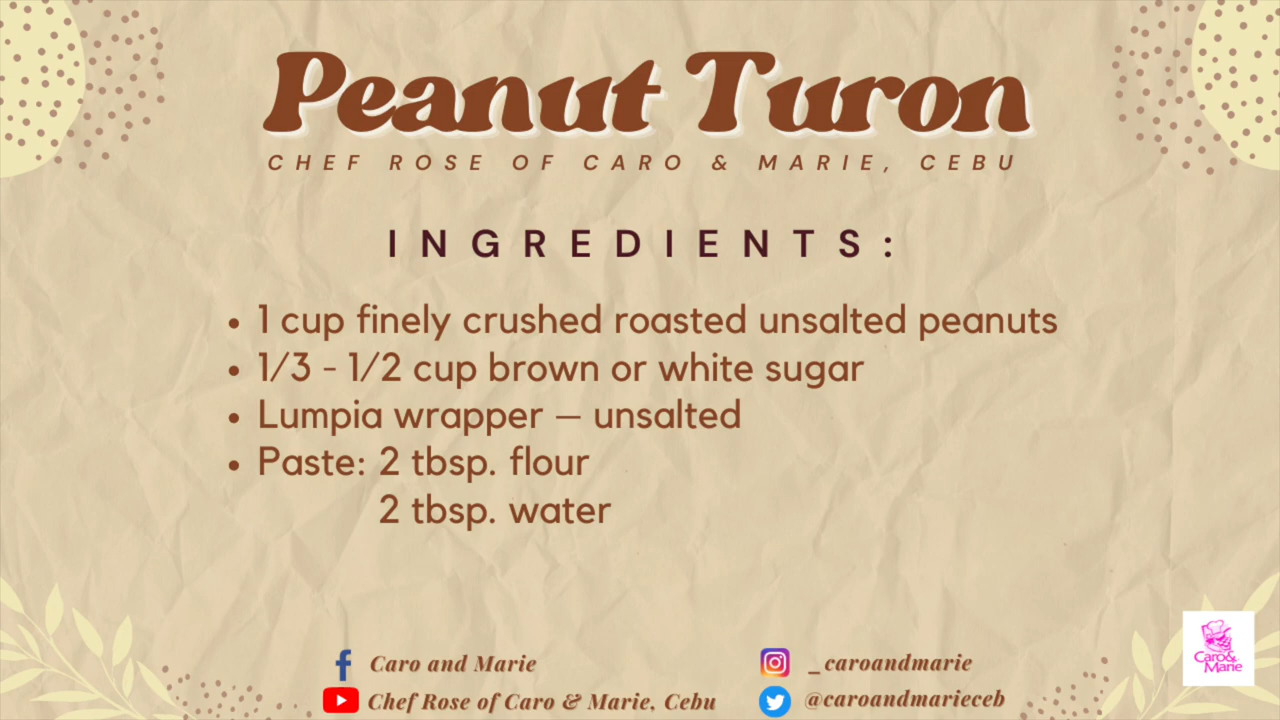 Peanut Turon
CHEF ROSE OF CARO & MARIE, CEBU
INGREDIENTS:
• 1 cup finely crushed roasted unsalted peanuts
• 1/3 - 1/2 cup brown or white sugar
• Lumpia wrapper — unsalted
• Paste: 2 tbsp. flour
2 tbsp. water
Caro and Marie
_caroandmarie
Chef Rose of Caro & Marie, Cebu
@caroandmarieceb
Caro&
Marie